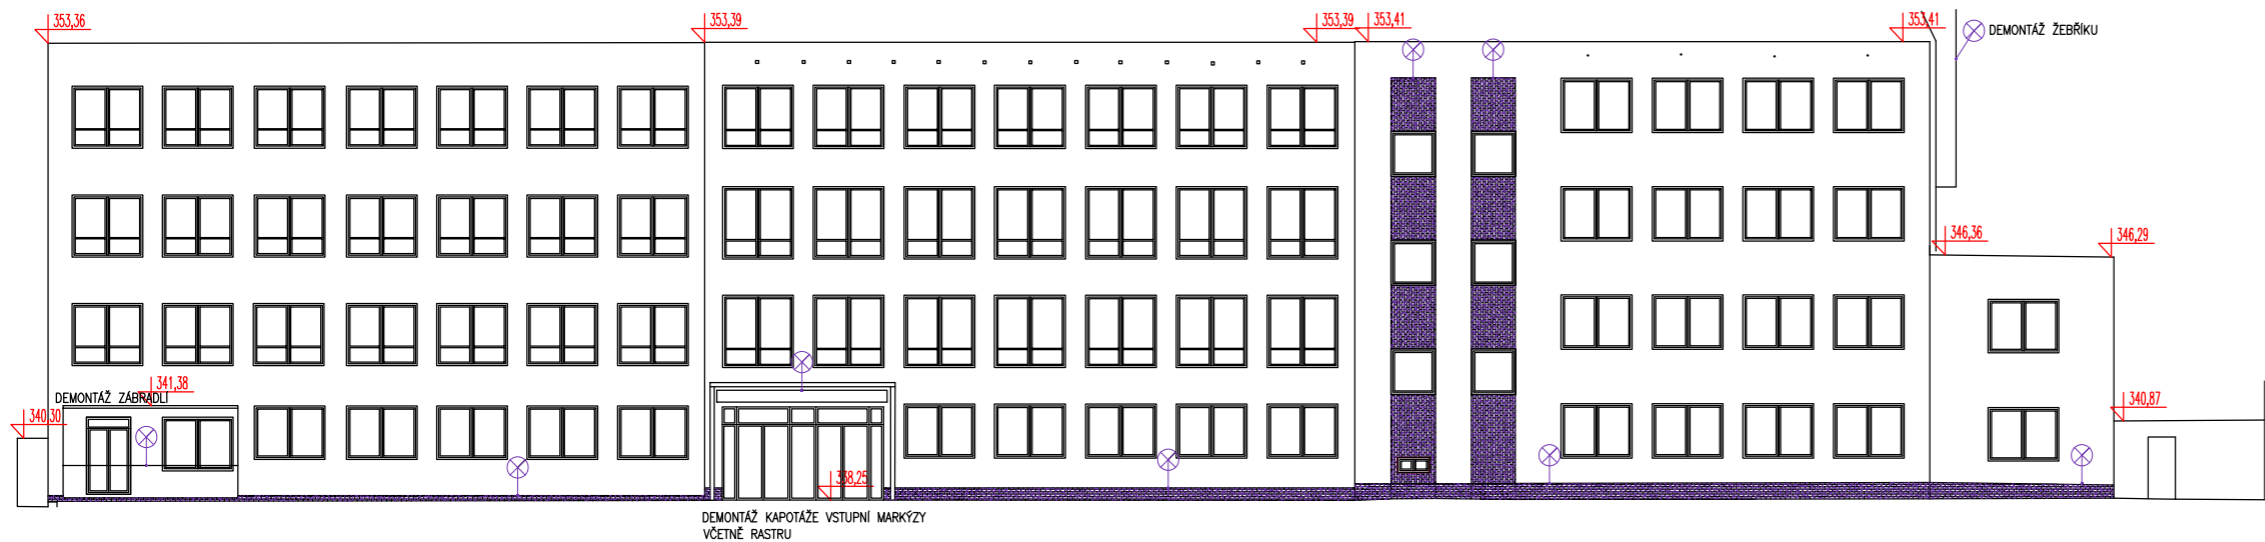 353,36
353,39
353,39
353,41
353,41
DEMONTÁŽ ŽEBŘÍKU
346,36
346,29
341,38
DEMONTÁŽ ZÁBRADLÍ
340,30
340,87
338,25
DEMONTÁŽ KAPOTÁŽE VSTUPNÍ MARKÝZY
VČETNĚ RASTRU